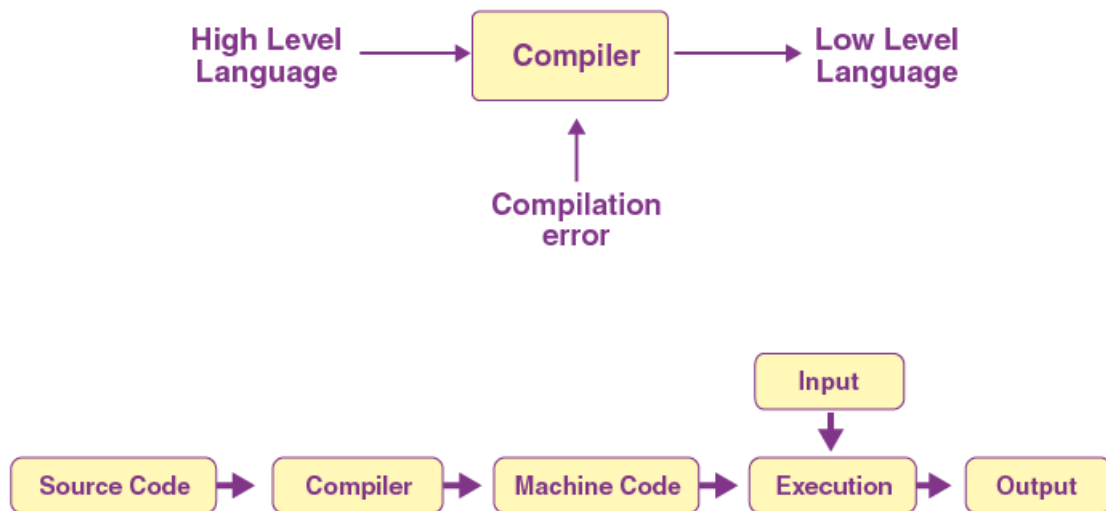 High Level
Language
Compiler
Low Level
Language
Compilation
error
Input
Source Code
Compiler
Machine Code
Execution
Output